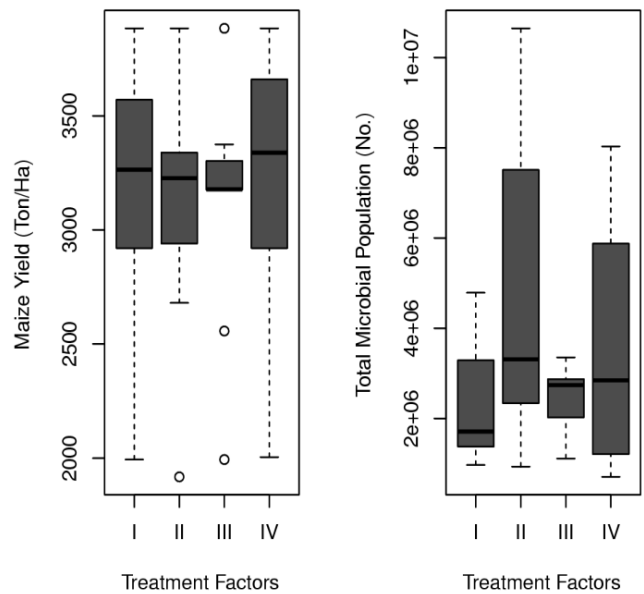 Maize Yield (Ton/Ha)
3500
3000
2500
2000
I II III IV
Treatment Factors
Total Microbial Population (No.)
1e+07
8e+06
6e+06
4e+06
2e+06
I II III IV
Treatment Factors